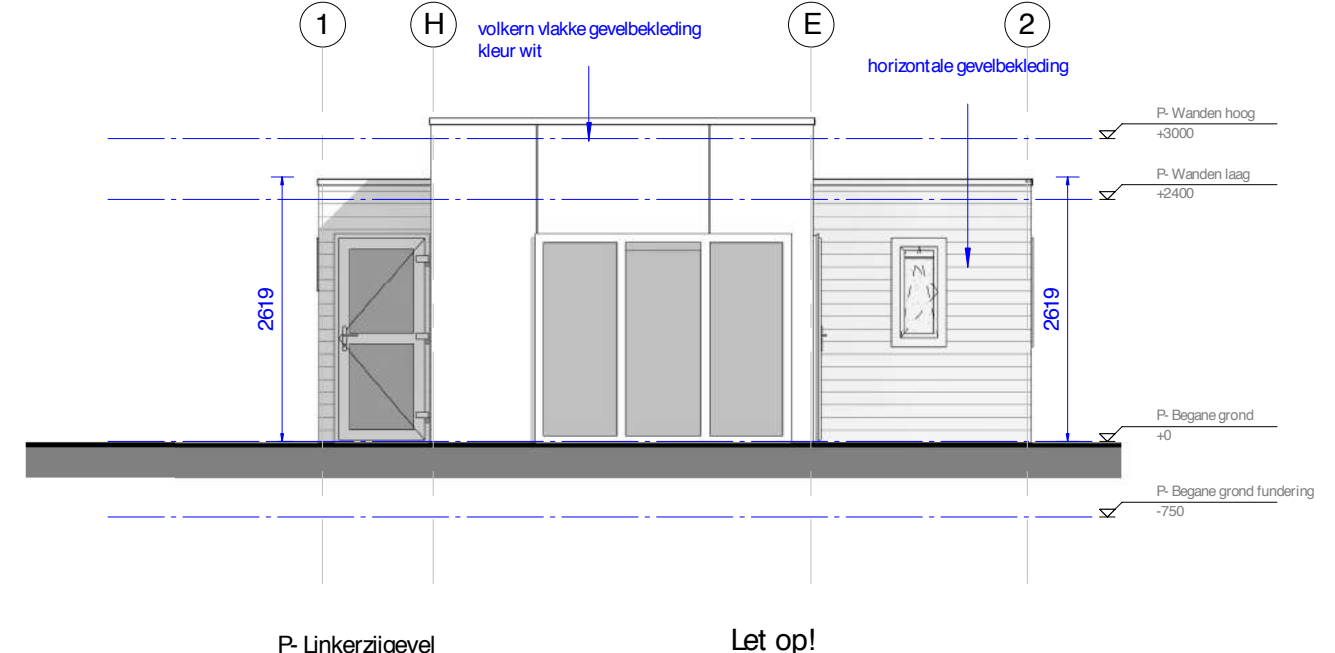 1
H
E
2
volkern vlakke gevelbekleding
kleur wit
horizontale gevelbekleding
P- Wanden hoog
+3000
P- Wanden laag
+2400
2619
2619
P- Begane grond
+0
P- Begane grond fundering
-750
P- Linkerzijgevel
Let op!